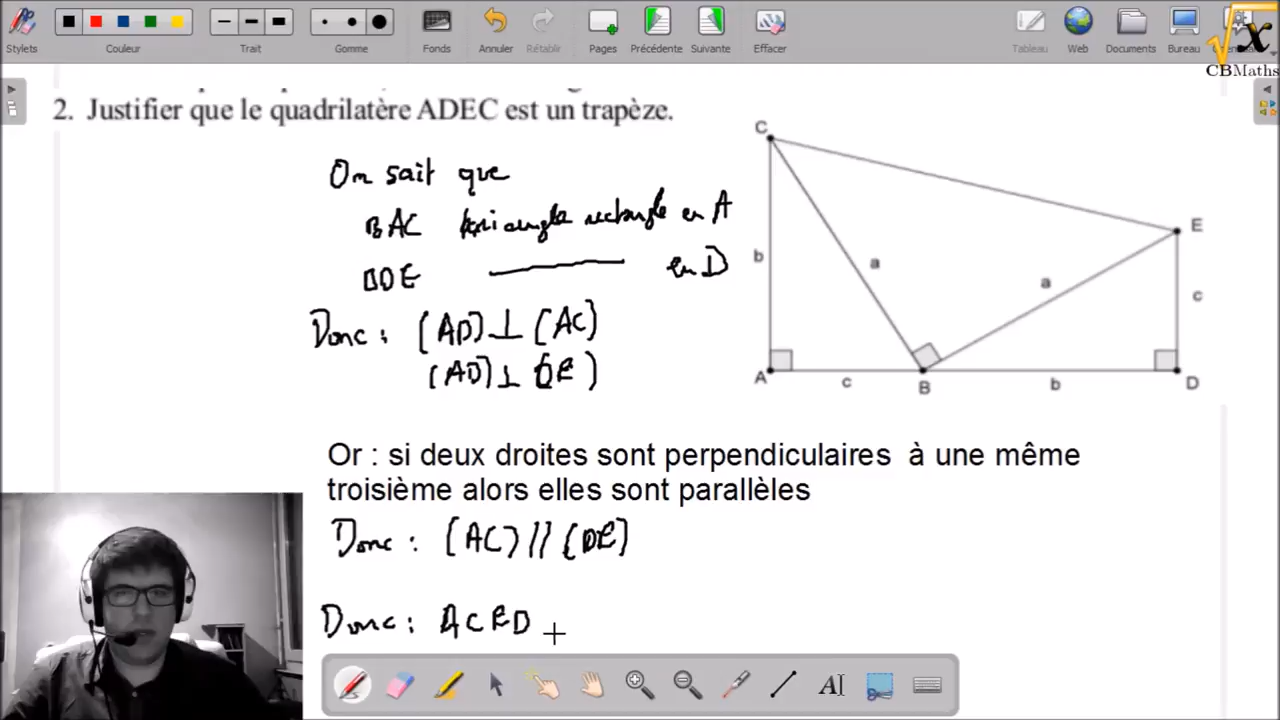 Stylets Couleur Trait Gomme Fonds Annuler Rétablir Pages Précédente Suivante Effacer Tableau Web Documents Bureau
CBMaths
2. Justifier que le quadrilatère ADEC est un trapèze.
On sait que
BAC triangle rectangle en A
BDE en D
Donc : (AD) ⊥ (AC)
(AD) ⊥ (DE)
Or : si deux droites sont perpendiculaires à une même
troisième alors elles sont parallèles
Donc : (AC) // (DE)
Donc : ACED
C
E
b
a
a
c
A
c
B
b
D
AI